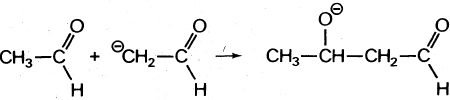 O O ⊖O O
CH₃—C + ⊖CH₂—C → CH₃—CH—CH₂—C
H H H